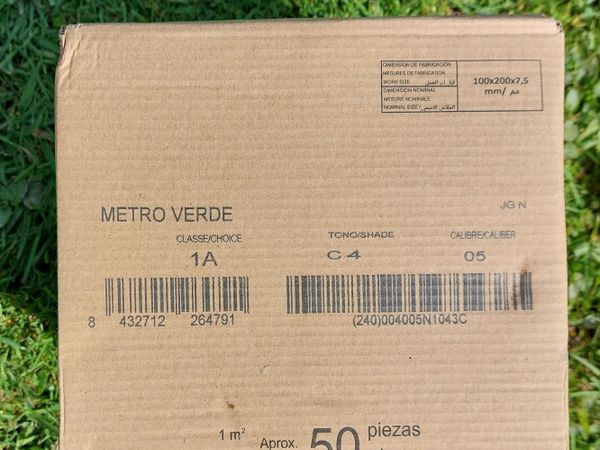 DIMENSION DE FABRICACIÓN
MESURES DE FABRICATION
WORK SIZE
DIMENSION NOMINAL
MESURE NOMINALE
NOMINAL SIZE /
100x200x7,5
mm/ مم
METRO VERDE
JG N
CLASSE/CHOICE
TONO/SHADE
CALIBRE/CALIBER
1A
C 4
05
8 432712 264791
(240)004005N1043C
1 m²
Aprox. 50 piezas